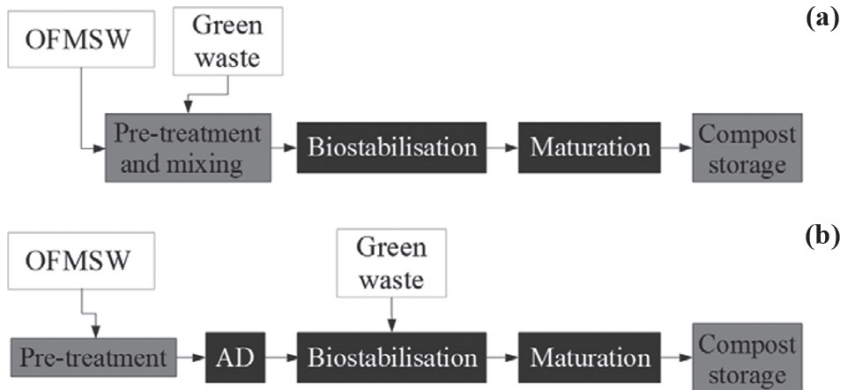 (a)
OFMSW
Green
waste
Pre-treatment
and mixing
Biostabilisation
Maturation
Compost
storage
(b)
OFMSW
Green
waste
Pre-treatment
AD
Biostabilisation
Maturation
Compost
storage